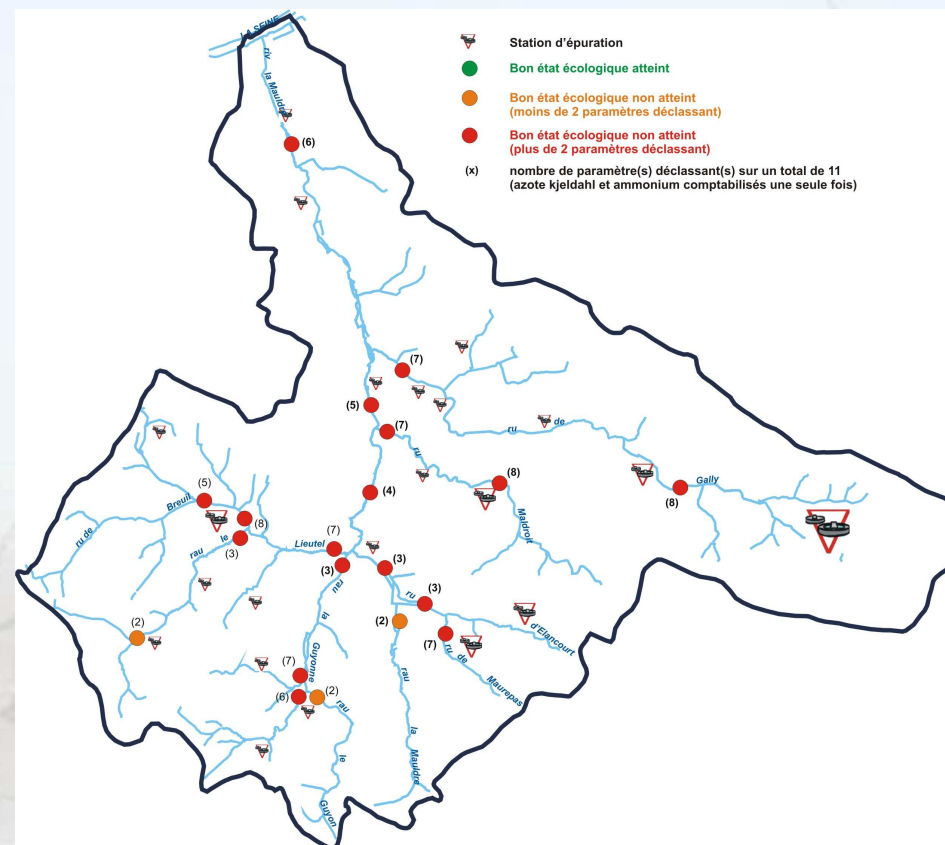 LA SEINE
riv
la Mauldre
Station d'épuration
Bon état écologique atteint
Bon état écologique non atteint
(moins de 2 paramètres déclassant)
Bon état écologique non atteint
(plus de 2 paramètres déclassant)
(x)
nombre de paramètre(s) déclassant(s) sur un total de 11
(azote kjeldahl et ammonium comptabilisés une seule fois)
(6)
(7)
(5)
(7)
ru de
ru
(8)
Gally
(8)
Maldroit
(4)
(5)
Breuil
ru de
(8)
(3)
rau le
Lieutel
(7)
(3)
(3)
(3)
ru
d'Elancourt
(2)
(7)
ru de
Maurepas
rau
la
Guyonne
(2)
(7)
(6)
(2)
rau
le
Guyon
rau
la
Mauldre